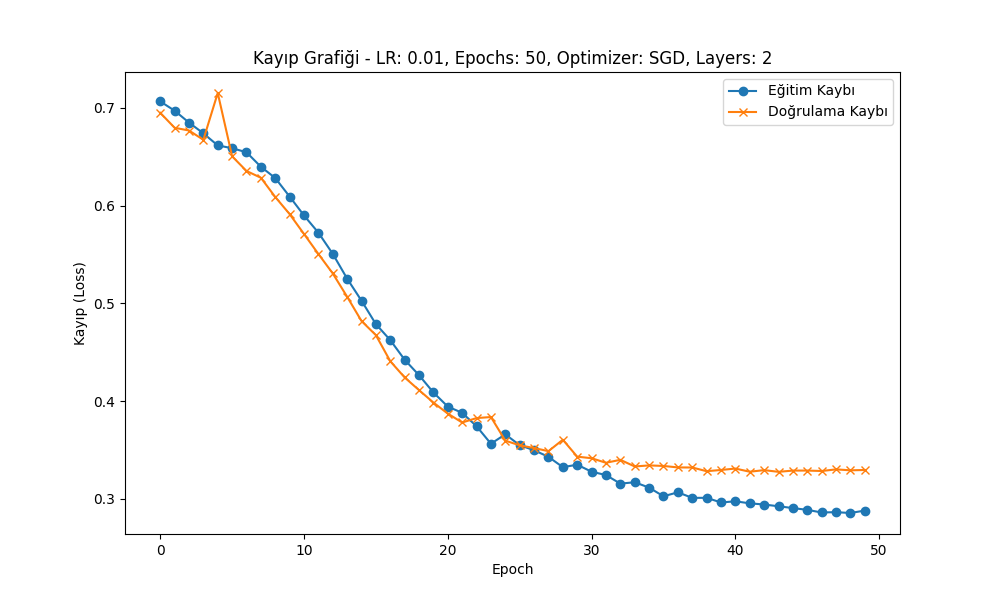 Kayıp Grafiği - LR: 0.01, Epochs: 50, Optimizer: SGD, Layers: 2
Eğitim Kaybı
Doğrulama Kaybı
Kayıp (Loss)
0.7
0.6
0.5
0.4
0.3
0 10 20 30 40 50
Epoch